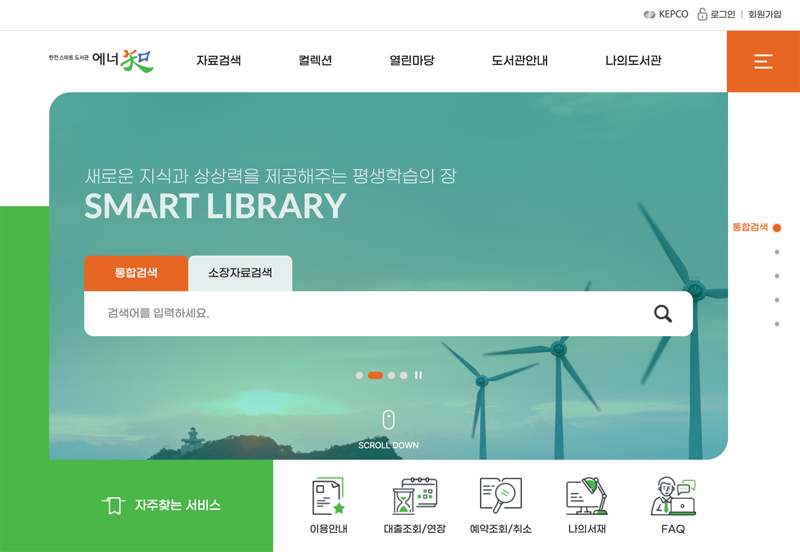 KEPCO 로그인 | 회원가입
한전 스마트 도서관 에너知
자료검색 컬렉션 열린마당 도서관안내 나의도서관
새로운 지식과 상상력을 제공해주는 평생학습의 장
SMART LIBRARY
통합검색 소장자료검색
검색어를 입력하세요.
통합검색
SCROLL DOWN
자주찾는 서비스
이용안내 대출조회/연장 예약조회/취소 나의서재 FAQ